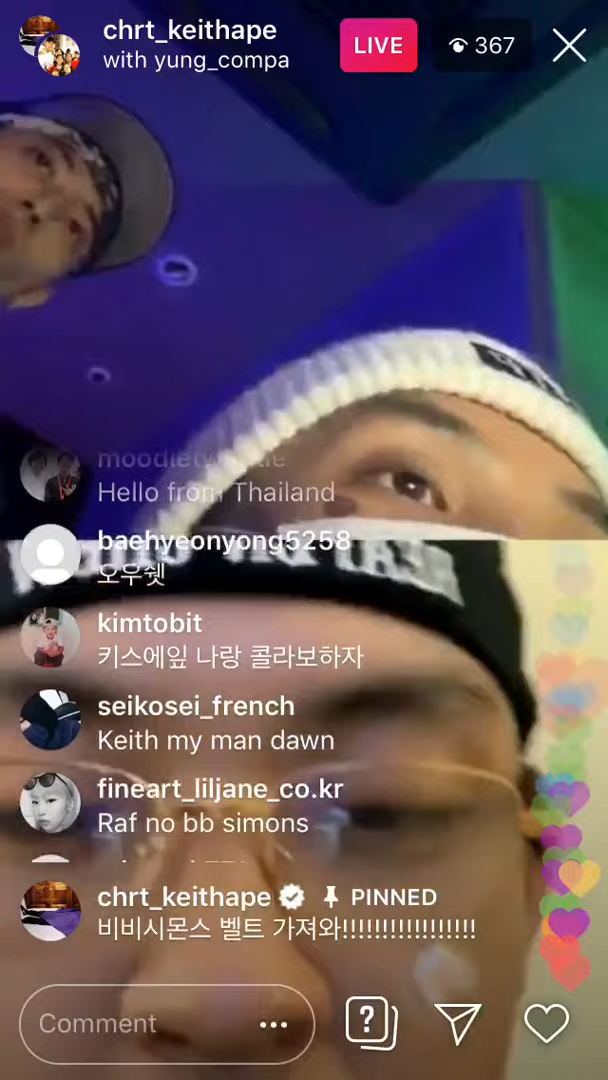 chrt_keithape
with yung_compa
LIVE
367
Hello from Thailand
baehyeonyong5258
오우쉣
kimtobit
키스에잎 나랑 콜라보하자
seikosei_french
Keith my man dawn
fineart_liljane_co.kr
Raf no bb simons
chrt_keithape PINNED
비비시몬스 벨트 가져와!!!!!!!!!!!!!!!!!
Comment